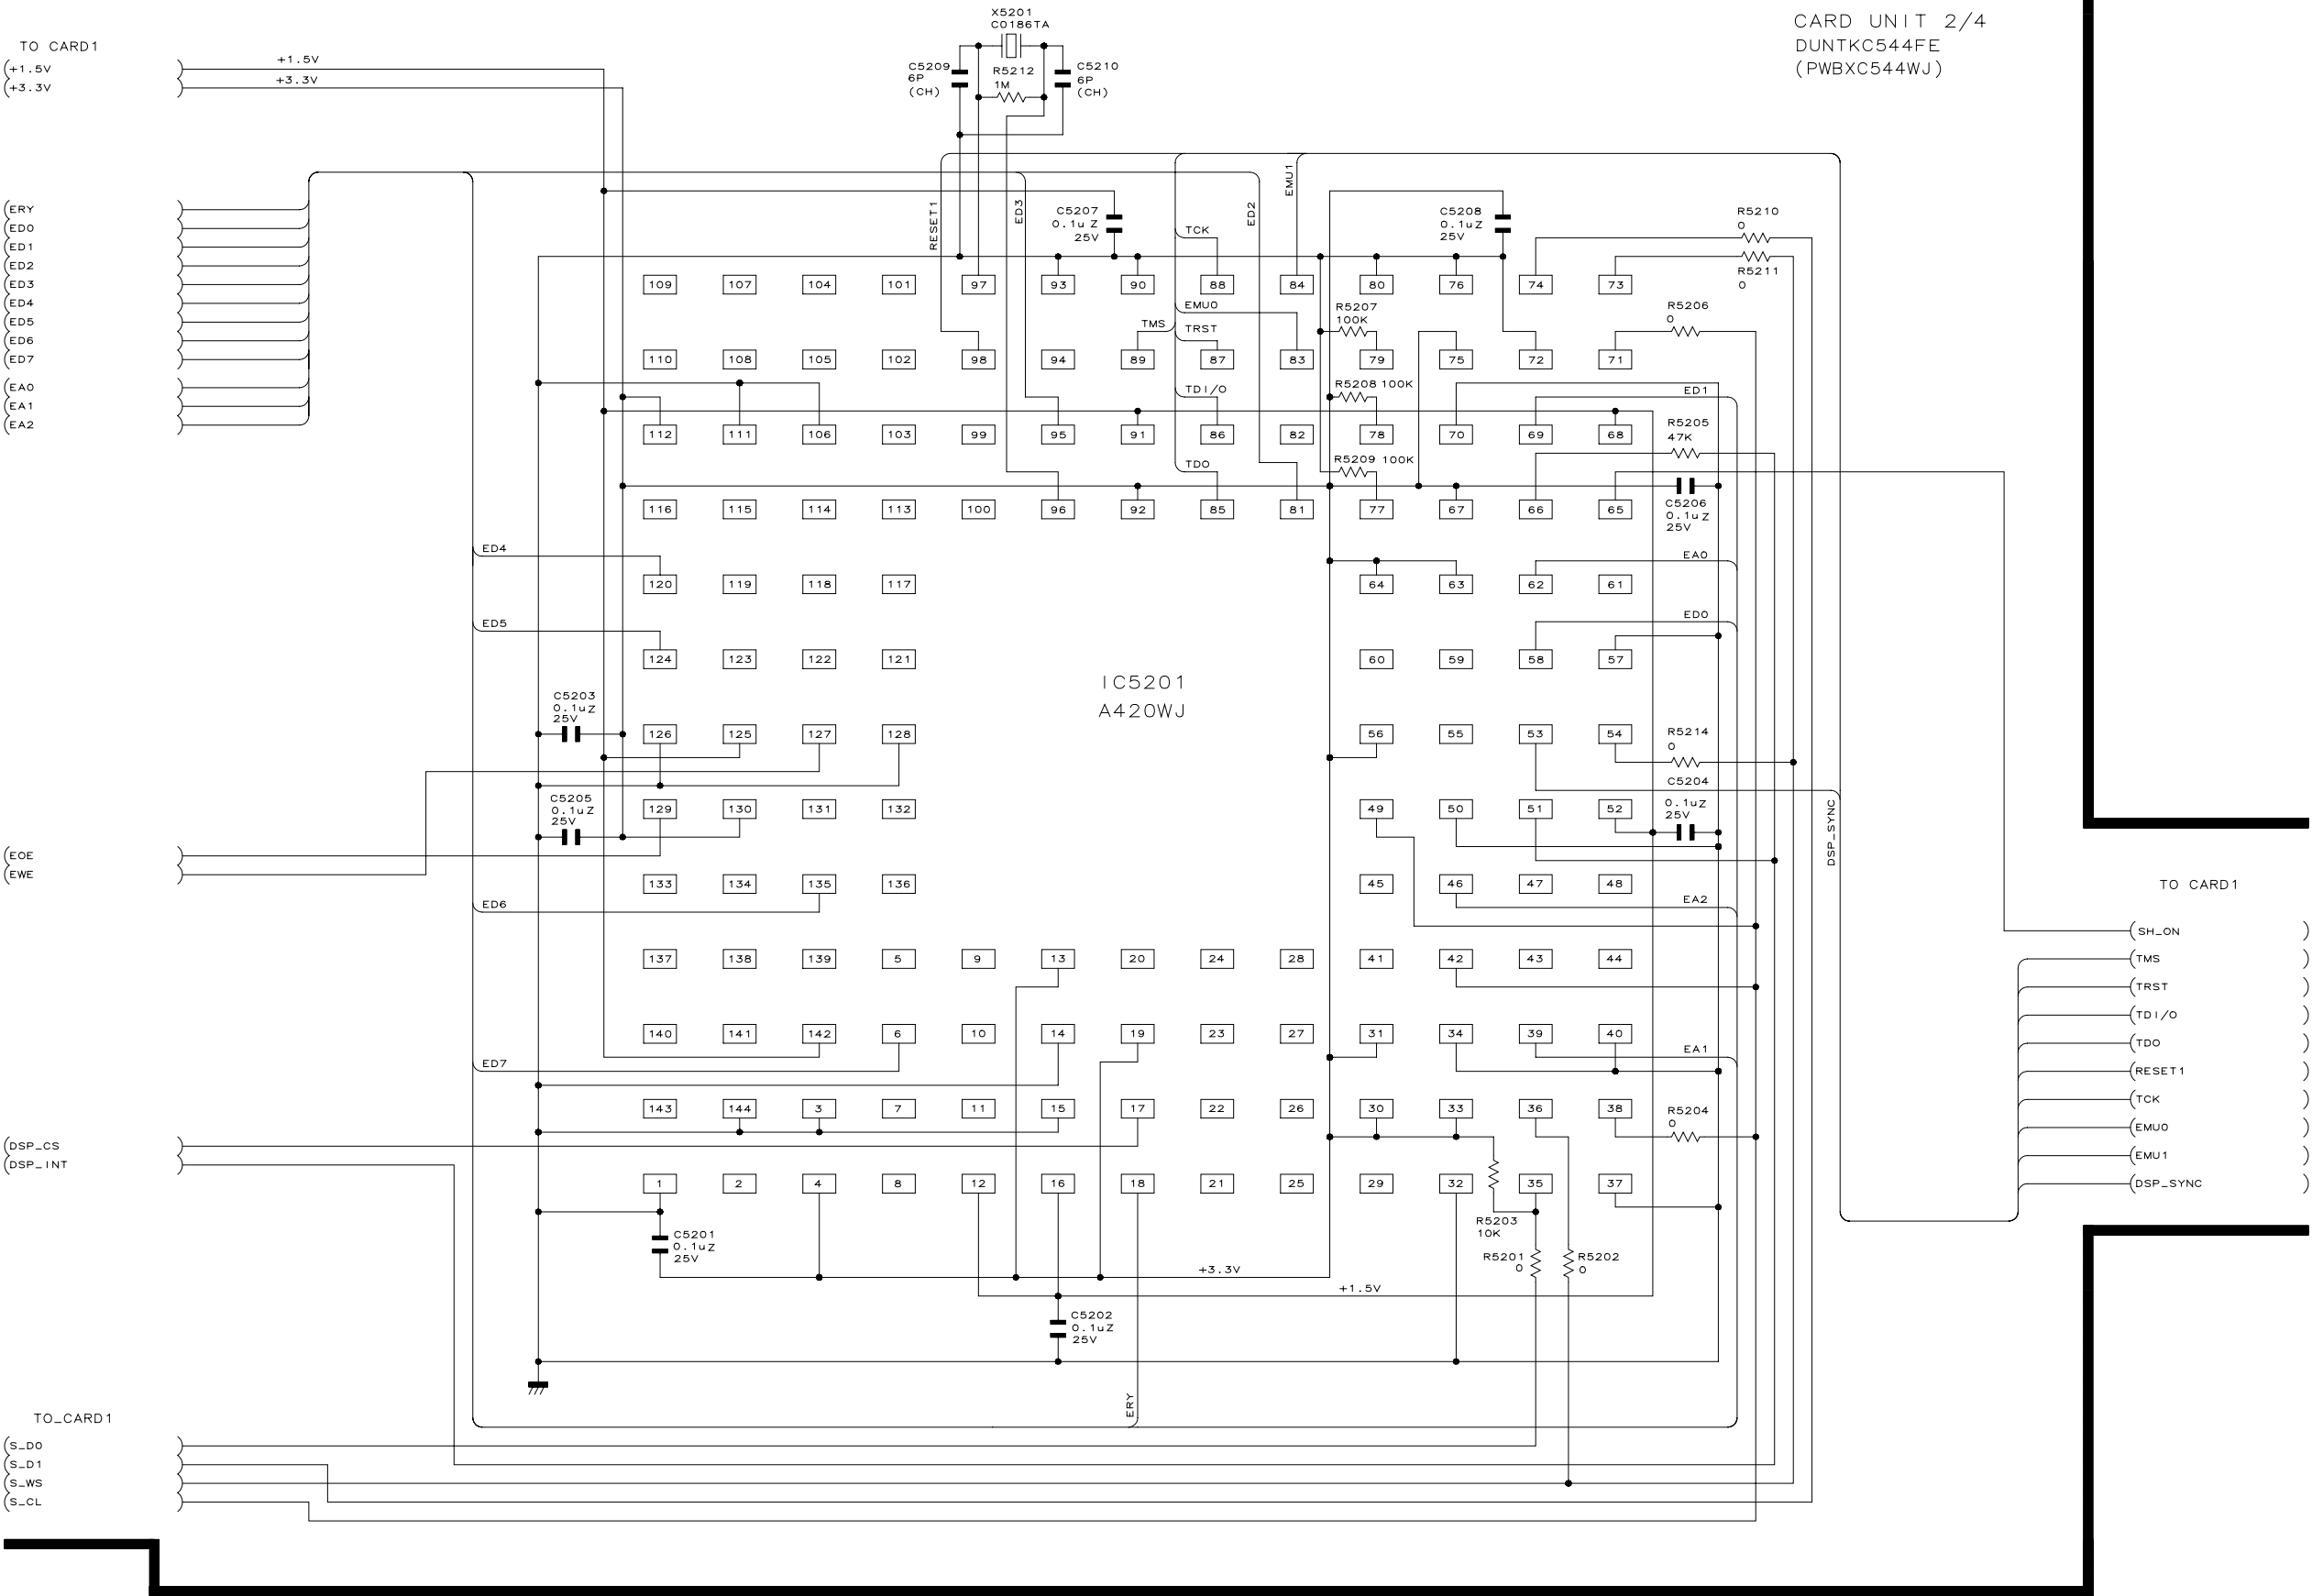 CARD UNIT 2/4
DUNTKC544FE
(PWBXC544WJ)
X5201
C0186TA
C5209
6P
(CH)
R5212
1M
C5210
6P
(CH)
TO CARD1
(+1.5V )
(+3.3V )
+1.5V
+3.3V
(ERY )
(ED0 )
(ED1 )
(ED2 )
(ED3 )
(ED4 )
(ED5 )
(ED6 )
(ED7 )
(EA0 )
(EA1 )
(EA2 )
RESET1
ED3
C5207
0.1uZ
25V
TCK
ED2
EMU1
C5208
0.1uZ
25V
R5210
0
R5211
0
109 107 104 101 97 93 90 88 84 80 76 74 73
EMU0
TMS
TRST
R5207
100K
R5206
0
110 108 105 102 98 94 89 87 83 79 75 72 71
TDI/O
R5208 100K
ED1
R5205
47K
112 111 106 103 99 95 91 86 82 78 70 69 68
TDO
R5209 100K
C5206
0.1uZ
25V
116 115 114 113 100 96 92 85 81 77 67 66 65
ED4
EA0
120 119 118 117 64 63 62 61
ED5
ED0
124 123 122 121 60 59 58 57
IC5201
A420WJ
C5203
0.1uZ
25V
126 125 127 128 56 55 53 54
R5214
0
C5205
0.1uZ
25V
C5204
0.1uZ
25V
129 130 131 132 49 50 51 52
DSP_SYNC
(EOE )
(EWE )
133 134 135 136 45 46 47 48
ED6
EA2
137 138 139 5 9 13 20 24 28 41 42 43 44
140 141 142 6 10 14 19 23 27 31 34 39 40
ED7
EA1
143 144 3 7 11 15 17 22 26 30 33 36 38
R5204
0
(DSP_CS )
(DSP_INT )
1 2 4 8 12 16 18 21 25 29 32 35 37
C5201
0.1uZ
25V
R5203
10K
R5201
0
R5202
0
+3.3V
+1.5V
C5202
0.1uZ
25V
ERY
TO CARD1
(SH_ON )
(TMS )
(TRST )
(TDI/O )
(TDO )
(RESET1 )
(TCK )
(EMU0 )
(EMU1 )
(DSP_SYNC )
TO_CARD1
(S_D0 )
(S_D1 )
(S_WS )
(S_CL )